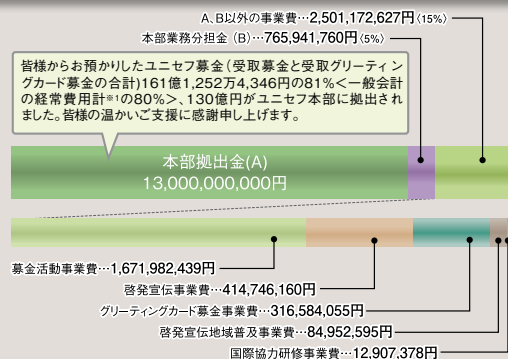 A、B以外の事業費…2,501,172,627円〈15%〉
本部業務分担金（B）…765,941,760円〈5%〉
皆様からお預かりしたユニセフ募金（受取募金と受取グリーティ
ングカード募金の合計)161億1,252万4,346円の81%＜一般会計
の経常費用計※1の80%＞、130億円がユニセフ本部に拠出され
ました。皆様の温かいご支援に感謝申し上げます。
本部拠出金(A)
13,000,000,000円
募金活動事業費…1,671,982,439円
啓発宣伝事業費…414,746,160円
グリーティングカード募金事業費…316,584,055円
啓発宣伝地域普及事業費…84,952,595円
国際協力研修事業費…12,907,378円